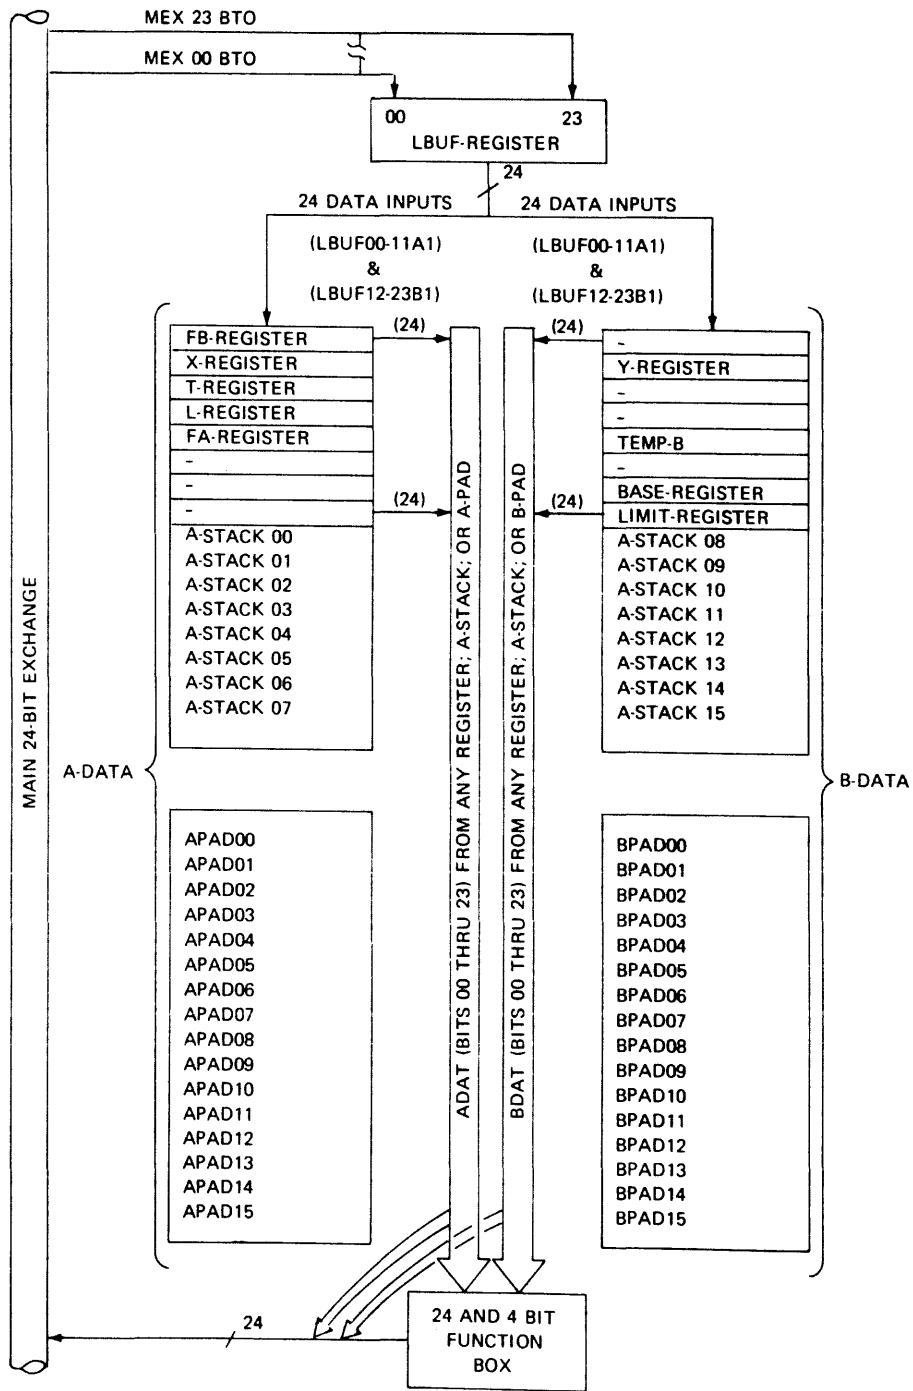 MEX 23 BTO
MEX 00 BTO
00 23
LBUF-REGISTER
24
24 DATA INPUTS
24 DATA INPUTS
(LBUF00-11A1)
&
(LBUF12-23B1)
(LBUF00-11A1)
&
(LBUF12-23B1)
MAIN 24-BIT EXCHANGE
A-DATA
FB-REGISTER
X-REGISTER
T-REGISTER
L-REGISTER
FA-REGISTER
-
-
-
A-STACK 00
A-STACK 01
A-STACK 02
A-STACK 03
A-STACK 04
A-STACK 05
A-STACK 06
A-STACK 07
APAD00
APAD01
APAD02
APAD03
APAD04
APAD05
APAD06
APAD07
APAD08
APAD09
APAD10
APAD11
APAD12
APAD13
APAD14
APAD15
(24)
(24)
ADAT (BITS 00 THRU 23) FROM ANY REGISTER; A-STACK; OR A-PAD
BDAT (BITS 00 THRU 23) FROM ANY REGISTER; A-STACK; OR B-PAD
(24)
(24)
-
Y-REGISTER
-
-
TEMP-B
-
BASE-REGISTER
LIMIT-REGISTER
A-STACK 08
A-STACK 09
A-STACK 10
A-STACK 11
A-STACK 12
A-STACK 13
A-STACK 14
A-STACK 15
BPAD00
BPAD01
BPAD02
BPAD03
BPAD04
BPAD05
BPAD06
BPAD07
BPAD08
BPAD09
BPAD10
BPAD11
BPAD12
BPAD13
BPAD14
BPAD15
B-DATA
24
24 AND 4 BIT
FUNCTION
BOX